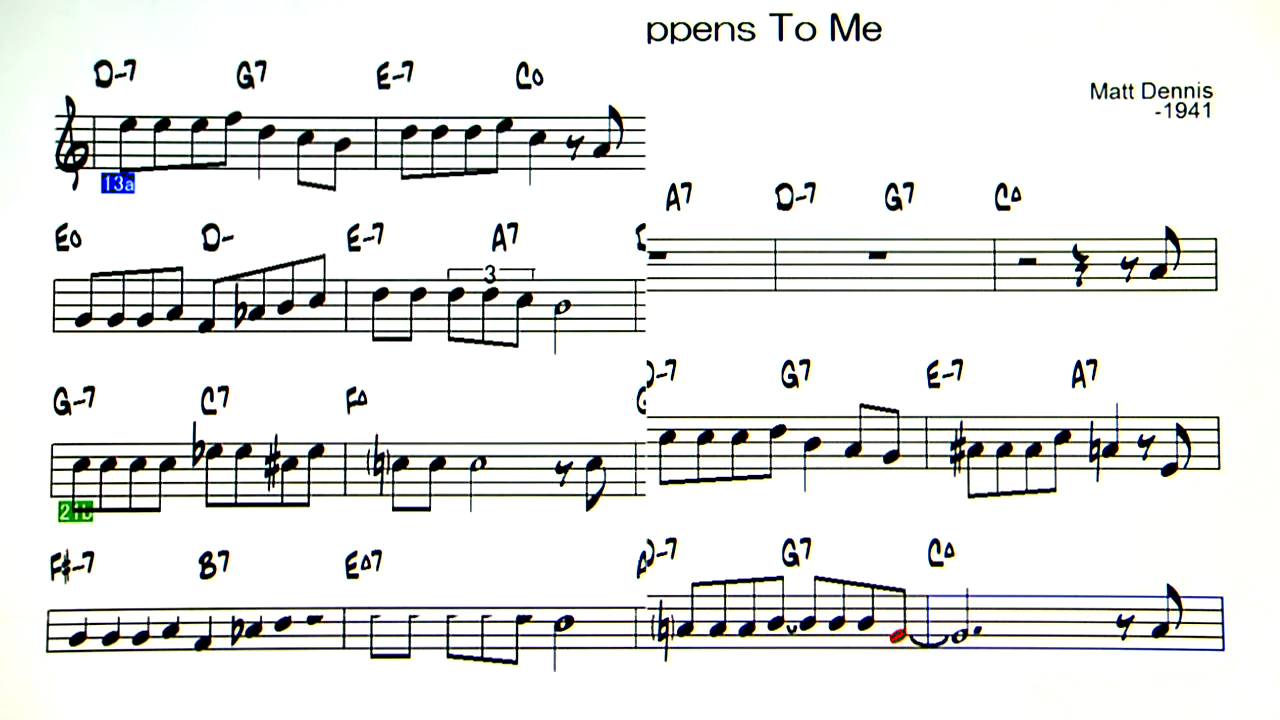 ppens To Me
Matt Dennis
-1941
D-7 G7 E-7 C⌀
13a
A7 D-7 G7 C△
E⌀ D- E-7 A7
3
G-7 C7 F△
-7 G7 E-7 A7
F#-7 B7 E△7
-7 G7 C△